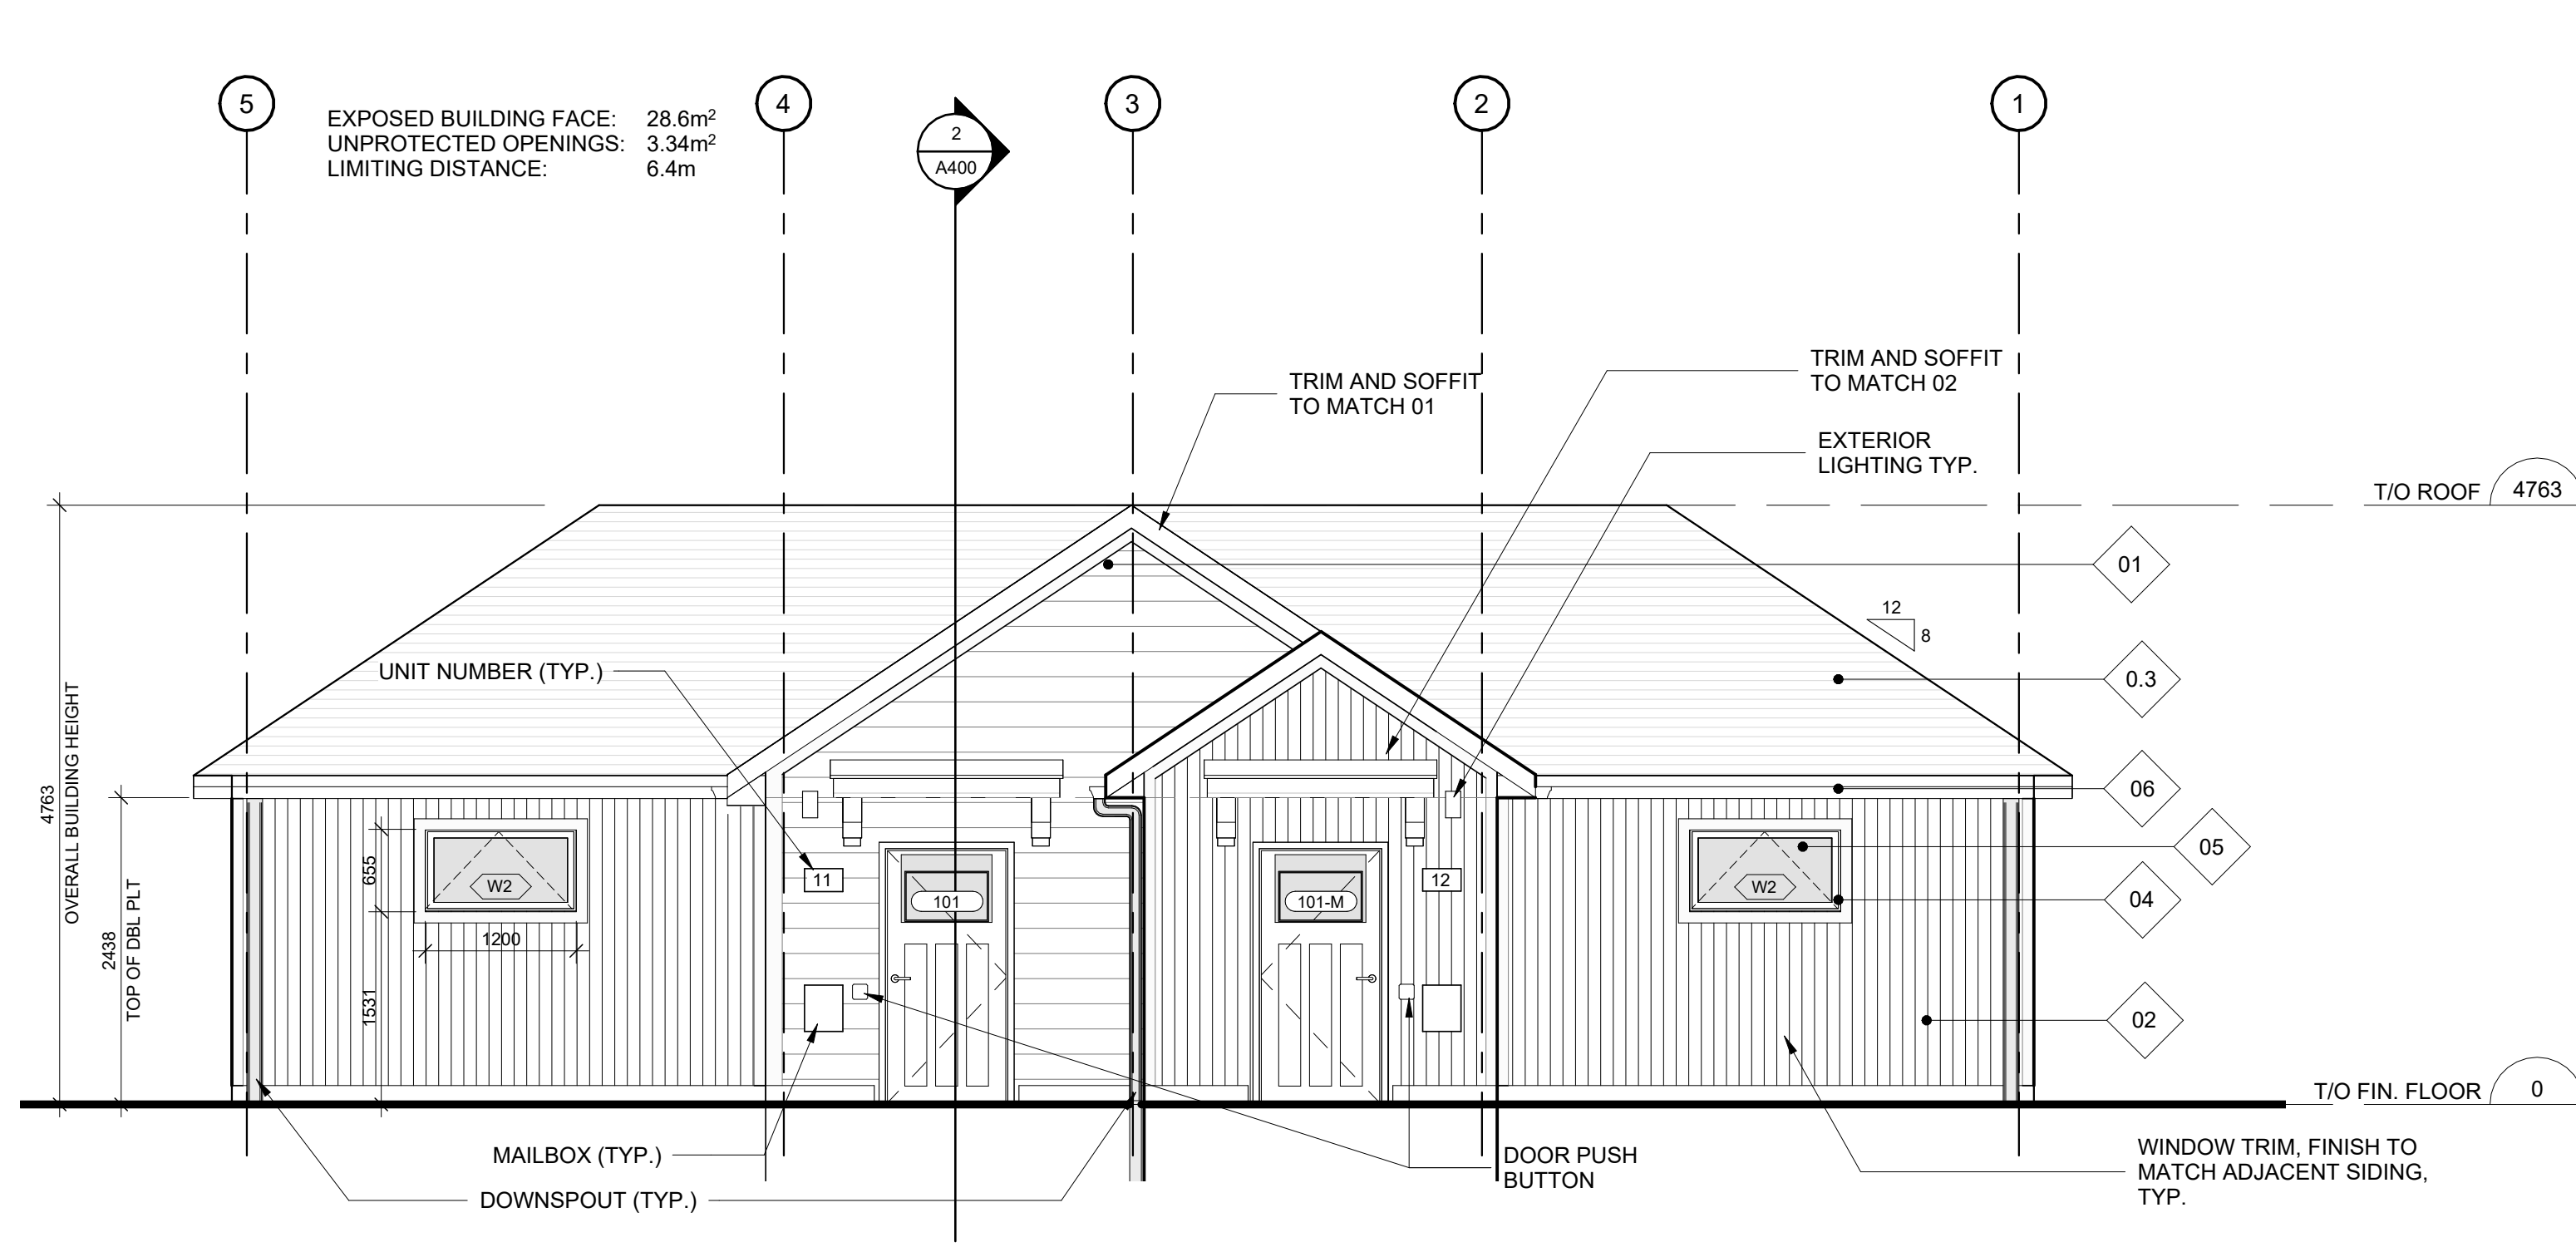 5
4
3
2
1
EXPOSED BUILDING FACE: 28.6m²
UNPROTECTED OPENINGS: 3.34m²
LIMITING DISTANCE: 6.4m
2
A400
TRIM AND SOFFIT
TO MATCH 01
TRIM AND SOFFIT
TO MATCH 02
EXTERIOR
LIGHTING TYP.
T/O ROOF 4763
01
12
8
0.3
UNIT NUMBER (TYP.)
06
05
04
02
4763
OVERALL BUILDING HEIGHT
2438
TOP OF DBL PLT
655
1531
1200
W2
11
101
101-M
12
W2
T/O FIN. FLOOR 0
MAILBOX (TYP.)
DOWNSPOUT (TYP.)
DOOR PUSH
BUTTON
WINDOW TRIM, FINISH TO
MATCH ADJACENT SIDING,
TYP.